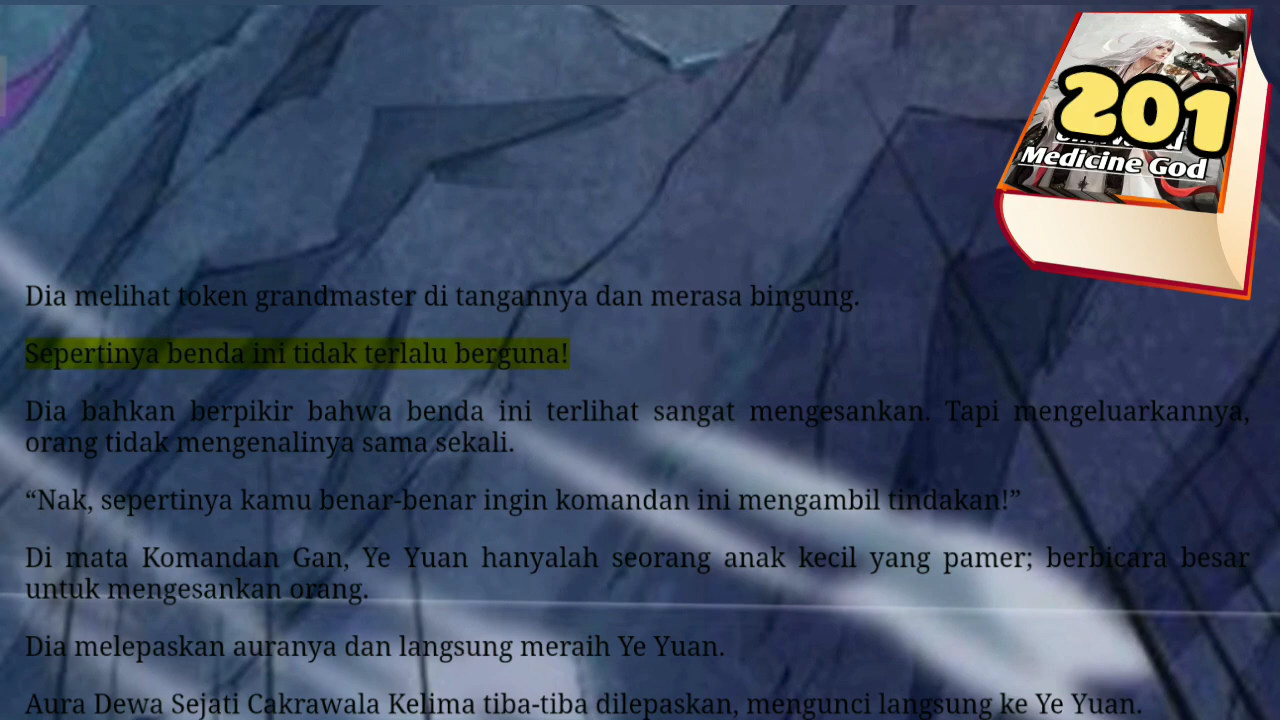 201
Medicine God
Dia melihat token grandmaster di tangannya dan merasa bingung.
Sepertinya benda ini tidak terlalu berguna!
Dia bahkan berpikir bahwa benda ini terlihat sangat mengesankan. Tapi mengeluarkannya,
orang tidak mengenalinya sama sekali.
“Nak, sepertinya kamu benar-benar ingin komandan ini mengambil tindakan!”
Di mata Komandan Gan, Ye Yuan hanyalah seorang anak kecil yang pamer; berbicara besar
untuk mengesankan orang.
Dia melepaskan auranya dan langsung meraih Ye Yuan.
Aura Dewa Sejati Cakrawala Kelima tiba-tiba dilepaskan, mengunci langsung ke Ye Yuan.